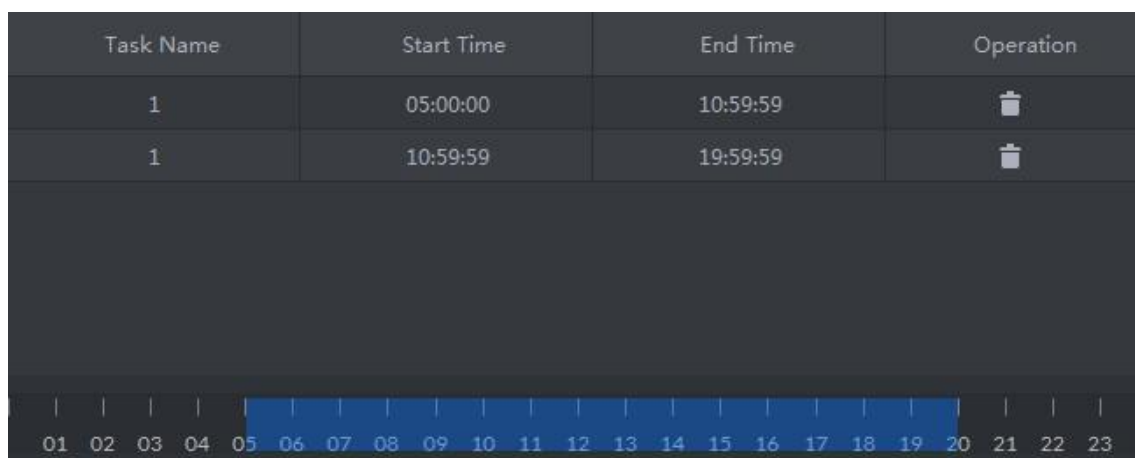 Task Name Start Time End Time Operation
1 05:00:00 10:59:59
1 10:59:59 19:59:59
01 02 03 04 05 06 07 08 09 10 11 12 13 14 15 16 17 18 19 20 21 22 23